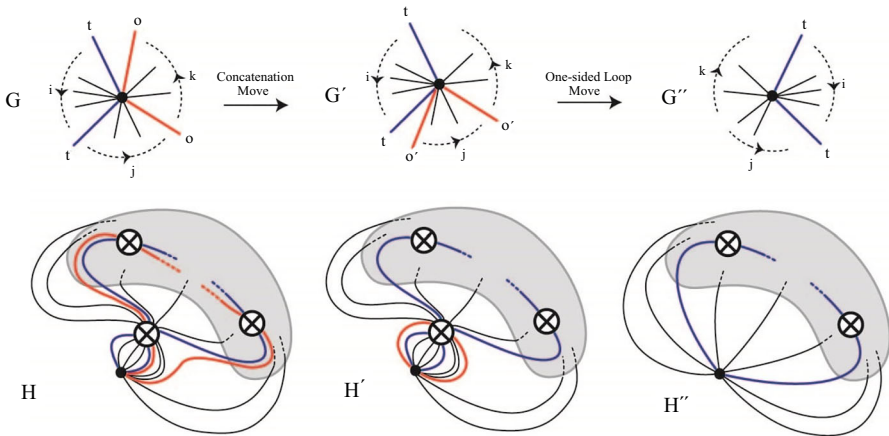 t o
i k
G
t o
j
Concatenation
Move
t
i k
G′
t o′
o′ j
One-sided Loop
Move
t
k i
G′′
j t
H
H′
H′′